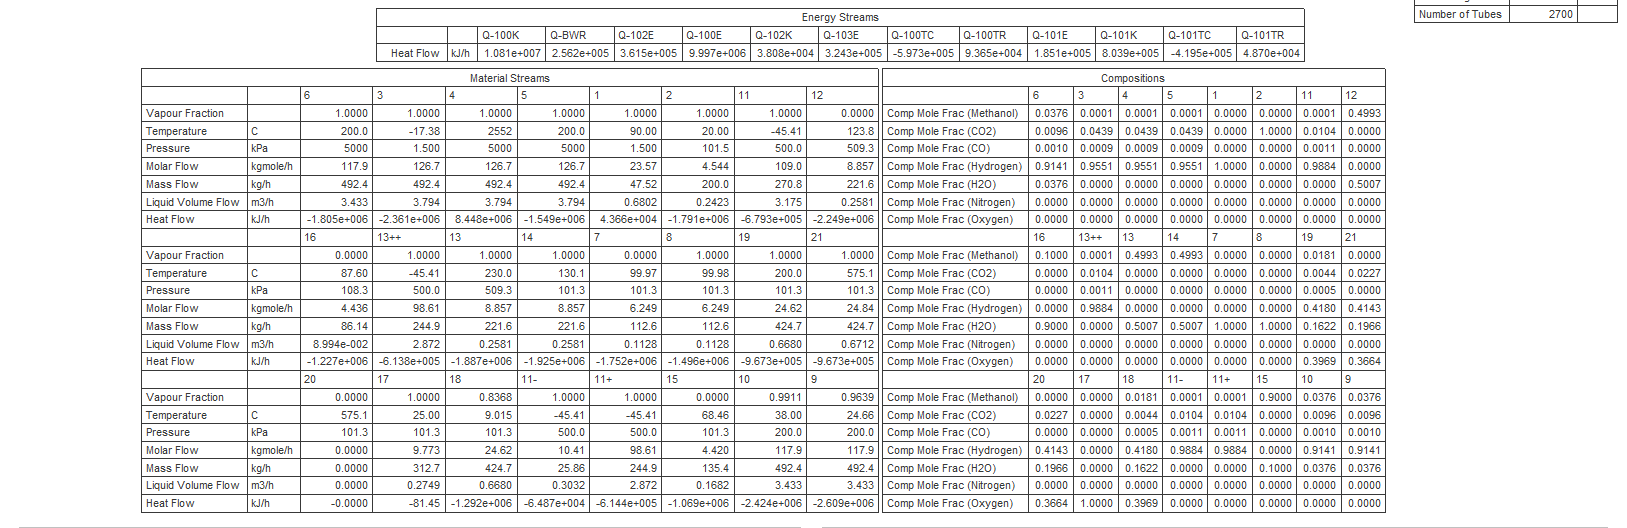 Number of Tubes 2700
Energy Streams
Q-100K Q-BWR Q-102E Q-100E Q-102K Q-103E Q-100TC Q-100TR Q-101E Q-101K Q-101TC Q-101TR
Heat Flow kJ/h 1.081e+007 2.562e+005 3.615e+005 9.997e+006 3.808e+004 3.243e+005 -5.973e+005 9.365e+004 1.851e+005 8.039e+005 -4.195e+005 4.870e+004
Material Streams Compositions
6 3 4 5 1 2 11 12 6 3 4 5 1 2 11 12
Vapour Fraction 1.0000 1.0000 1.0000 1.0000 1.0000 1.0000 1.0000 0.0000 Comp Mole Frac (Methanol) 0.0376 0.0001 0.0001 0.0001 0.0000 0.0000 0.0001 0.4993
Temperature C 200.0 -17.38 2552 200.0 90.00 20.00 -45.41 123.8 Comp Mole Frac (CO2) 0.0096 0.0439 0.0439 0.0439 0.0000 1.0000 0.0104 0.0000
Pressure kPa 5000 1.500 5000 5000 1.500 101.5 500.0 509.3 Comp Mole Frac (CO) 0.0010 0.0009 0.0009 0.0009 0.0000 0.0000 0.0011 0.0000
Molar Flow kgmole/h 117.9 126.7 126.7 126.7 23.57 4.544 109.0 8.857 Comp Mole Frac (Hydrogen) 0.9141 0.9551 0.9551 0.9551 1.0000 0.0000 0.9884 0.0000
Mass Flow kg/h 492.4 492.4 492.4 492.4 47.52 200.0 270.8 221.6 Comp Mole Frac (H2O) 0.0376 0.0000 0.0000 0.0000 0.0000 0.0000 0.0000 0.5007
Liquid Volume Flow m3/h 3.433 3.794 3.794 3.794 0.6802 0.2423 3.175 0.2581 Comp Mole Frac (Nitrogen) 0.0000 0.0000 0.0000 0.0000 0.0000 0.0000 0.0000 0.0000
Heat Flow kJ/h -1.805e+006 -2.361e+006 8.448e+006 -1.549e+006 4.366e+004 -1.791e+006 -6.793e+005 -2.249e+006 Comp Mole Frac (Oxygen) 0.0000 0.0000 0.0000 0.0000 0.0000 0.0000 0.0000 0.0000
16 13++ 13 14 7 8 19 21 16 13++ 13 14 7 8 19 21
Vapour Fraction 0.0000 1.0000 1.0000 1.0000 0.0000 1.0000 1.0000 1.0000 Comp Mole Frac (Methanol) 0.1000 0.0001 0.4993 0.4993 0.0000 0.0000 0.0181 0.0000
Temperature C 87.60 -45.41 230.0 130.1 99.97 99.98 200.0 575.1 Comp Mole Frac (CO2) 0.0000 0.0104 0.0000 0.0000 0.0000 0.0000 0.0044 0.0227
Pressure kPa 108.3 500.0 509.3 101.3 101.3 101.3 101.3 101.3 Comp Mole Frac (CO) 0.0000 0.0011 0.0000 0.0000 0.0000 0.0000 0.0005 0.0000
Molar Flow kgmole/h 4.436 98.61 8.857 8.857 6.249 6.249 24.62 24.84 Comp Mole Frac (Hydrogen) 0.0000 0.9884 0.0000 0.0000 0.0000 0.0000 0.4180 0.4143
Mass Flow kg/h 86.14 244.9 221.6 221.6 112.6 112.6 424.7 424.7 Comp Mole Frac (H2O) 0.9000 0.0000 0.5007 0.5007 1.0000 1.0000 0.1622 0.1966
Liquid Volume Flow m3/h 8.994e-002 2.872 0.2581 0.2581 0.1128 0.1128 0.6680 0.6712 Comp Mole Frac (Nitrogen) 0.0000 0.0000 0.0000 0.0000 0.0000 0.0000 0.0000 0.0000
Heat Flow kJ/h -1.227e+006 -6.138e+005 -1.887e+006 -1.925e+006 -1.752e+006 -1.496e+006 -9.673e+005 -9.673e+005 Comp Mole Frac (Oxygen) 0.0000 0.0000 0.0000 0.0000 0.0000 0.0000 0.3969 0.3664
20 17 18 11- 11+ 15 10 9 20 17 18 11- 11+ 15 10 9
Vapour Fraction 0.0000 1.0000 0.8368 1.0000 1.0000 0.0000 0.9911 0.9639 Comp Mole Frac (Methanol) 0.0000 0.0000 0.0181 0.0001 0.0001 0.9000 0.0376 0.0376
Temperature C 575.1 25.00 9.015 -45.41 -45.41 68.46 38.00 24.66 Comp Mole Frac (CO2) 0.0227 0.0000 0.0044 0.0104 0.0104 0.0000 0.0096 0.0096
Pressure kPa 101.3 101.3 101.3 500.0 500.0 101.3 200.0 200.0 Comp Mole Frac (CO) 0.0000 0.0000 0.0005 0.0011 0.0011 0.0000 0.0010 0.0010
Molar Flow kgmole/h 0.0000 9.773 24.62 10.41 98.61 4.420 117.9 117.9 Comp Mole Frac (Hydrogen) 0.4143 0.0000 0.4180 0.9884 0.9884 0.0000 0.9141 0.9141
Mass Flow kg/h 0.0000 312.7 424.7 25.86 244.9 135.4 492.4 492.4 Comp Mole Frac (H2O) 0.1966 0.0000 0.1622 0.0000 0.0000 0.1000 0.0376 0.0376
Liquid Volume Flow m3/h 0.0000 0.2749 0.6680 0.3032 2.872 0.1682 3.433 3.433 Comp Mole Frac (Nitrogen) 0.0000 0.0000 0.0000 0.0000 0.0000 0.0000 0.0000 0.0000
Heat Flow kJ/h -0.0000 -81.45 -1.292e+006 -6.487e+004 -6.144e+005 -1.069e+006 -2.424e+006 -2.609e+006 Comp Mole Frac (Oxygen) 0.3664 1.0000 0.3969 0.0000 0.0000 0.0000 0.0000 0.0000